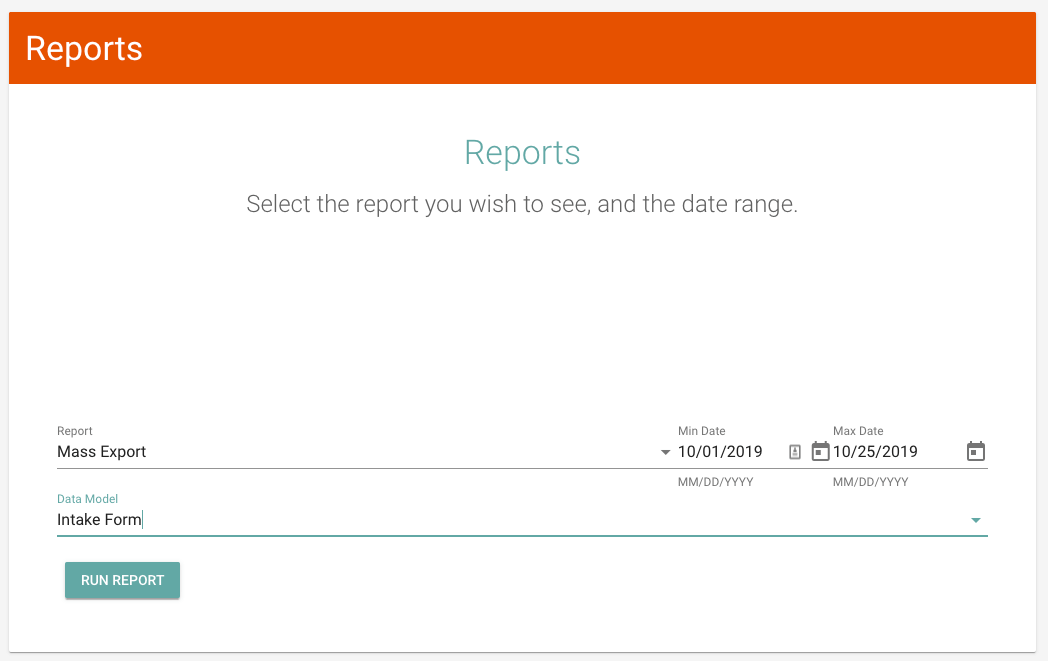 Reports
Reports
Select the report you wish to see, and the date range.
Report
Mass Export
Min Date
10/01/2019
MM/DD/YYYY
Max Date
10/25/2019
MM/DD/YYYY
Data Model
Intake Form
RUN REPORT